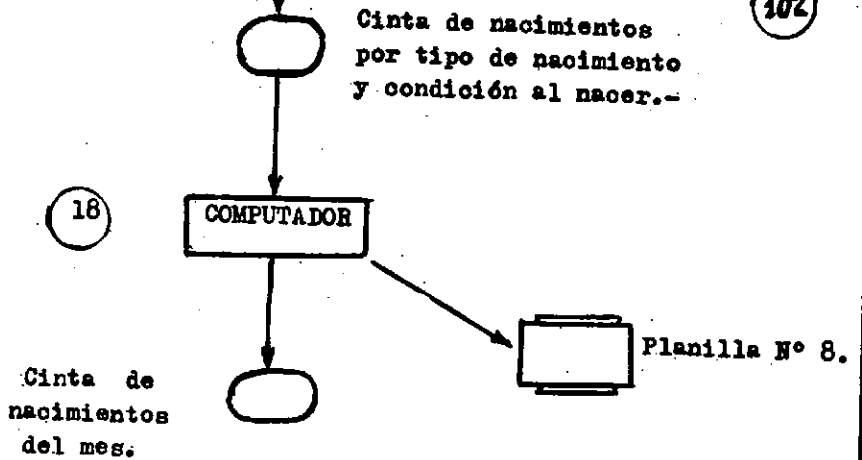 102
Cinta de nacimientos
por tipo de nacimiento
y condición al nacer.-
18
COMPUTADOR
Planilla Nº 8.
Cinta de
nacimientos
del mes.